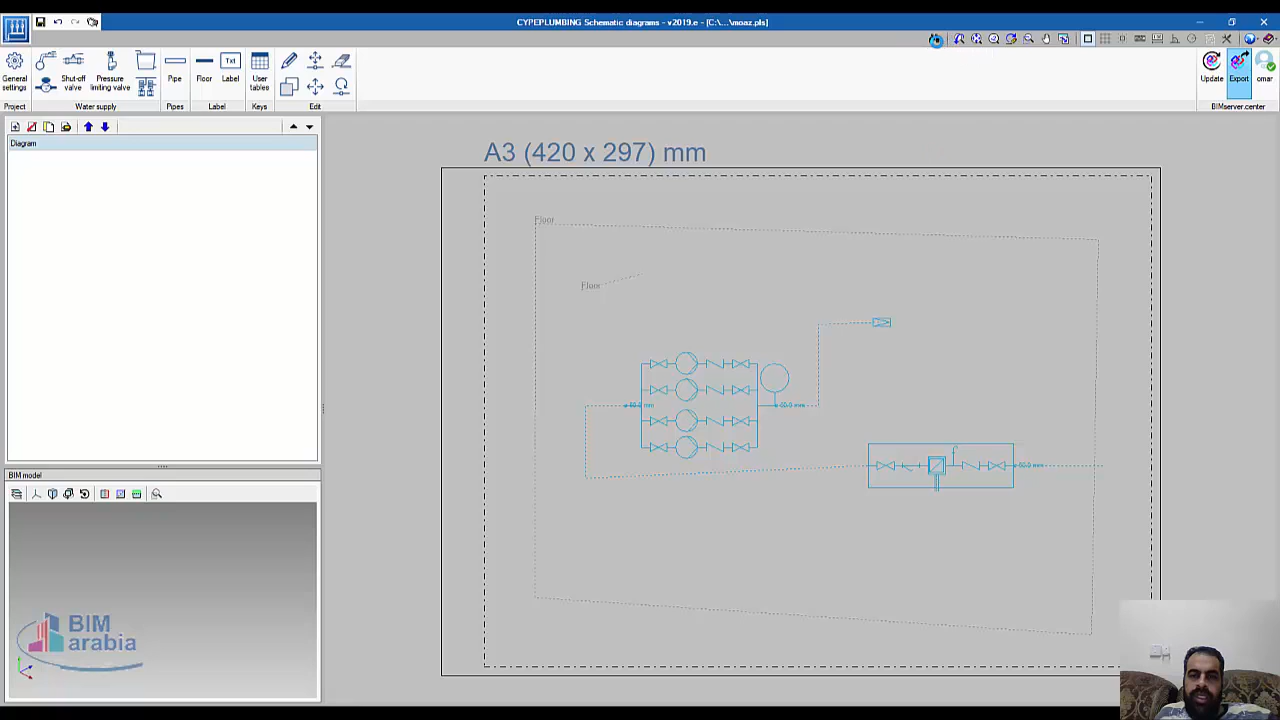 CYPEPLUMBING Schematic diagrams - v2019.e - [C:\...\moaz.pls]
General settings
Shut-off valve
Pressure limiting valve
Pipe
Floor
Txt
Label
User tables
Update
Export
omar
Project
Water supply
Pipes
Label
Keys
Edit
BIMserver.center
Diagram
A3 (420 x 297) mm
Floor
Floor
BIM model
BIM
arabia